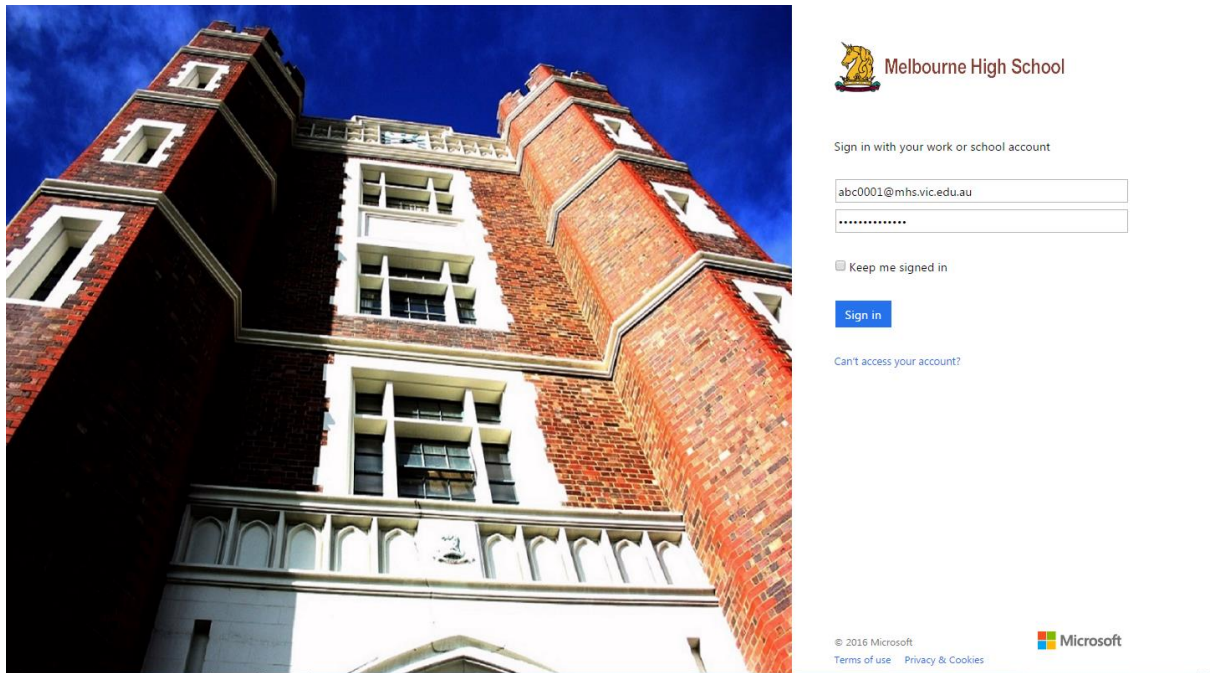 Melbourne High School
Sign in with your work or school account
abc0001@mhs.vic.edu.au
••••••••••••••
Keep me signed in
Sign in
Can't access your account?
© 2016 Microsoft
Microsoft
Terms of use Privacy & Cookies